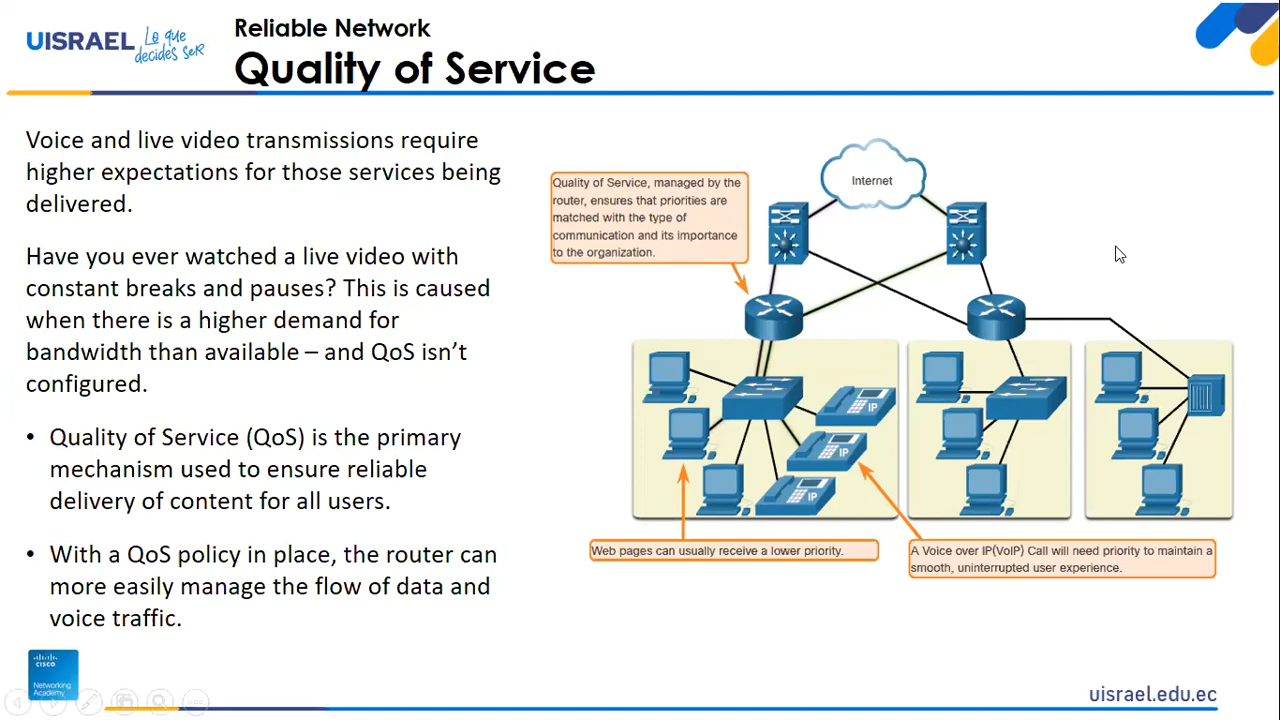 UISRAEL Lo que
decides seR
Reliable Network
Quality of Service
Voice and live video transmissions require
higher expectations for those services being
delivered.
Have you ever watched a live video with
constant breaks and pauses? This is caused
when there is a higher demand for
bandwidth than available – and QoS isn't
configured.
• Quality of Service (QoS) is the primary
mechanism used to ensure reliable
delivery of content for all users.
• With a QoS policy in place, the router can
more easily manage the flow of data and
voice traffic.
Quality of Service, managed by the
router, ensures that priorities are
matched with the type of
communication and its importance
to the organization.
Internet
IP
IP
IP
Web pages can usually receive a lower priority.
A Voice over IP(VoIP) Call will need priority to maintain a
smooth, uninterrupted user experience.
cisco
Networking
Academy
uisrael.edu.ec